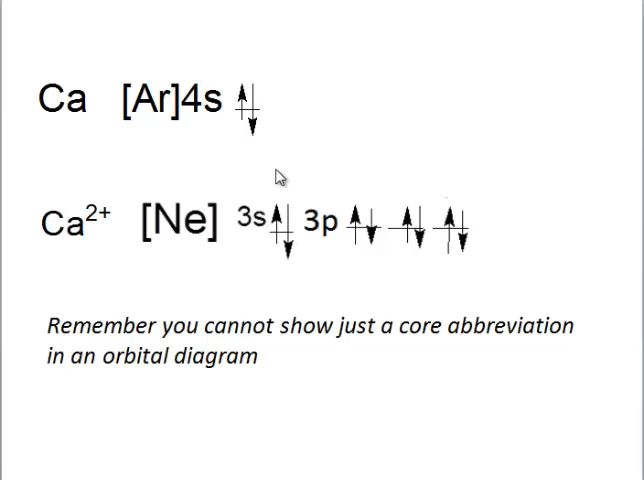 Ca [Ar]4s
Ca2+ [Ne] 3s 3p
Remember you cannot show just a core abbreviation
in an orbital diagram